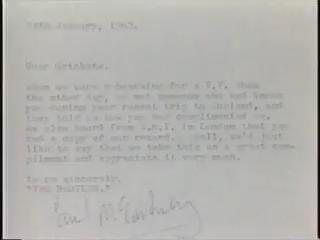 January, 1963.
Dear
when we were rehearsing for a T.V. show
the other day, we met someone who had known
you during your recent trip to England, and
they told us how you had complimented us.
We also heard from E.M.I. in London that you
had a copy of our record. Well, we'd just
like to say that we take this as a great com-
pliment and appreciate it very much.
Yours sincerely,
"THE BEATLES."
Paul McCartney